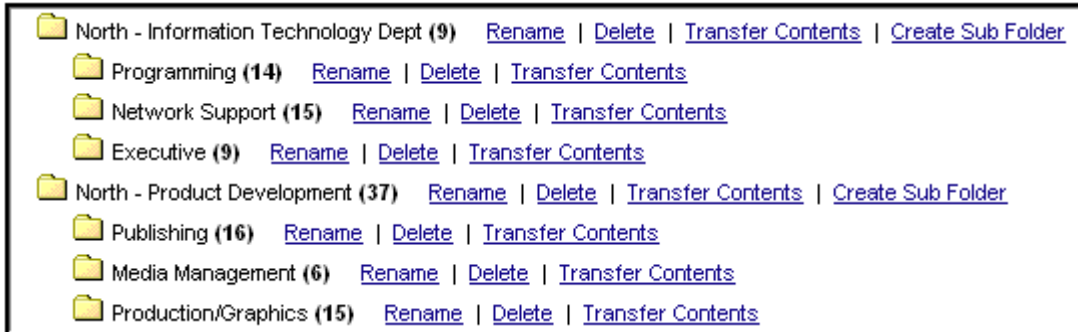 North - Information Technology Dept (9) Rename | Delete | Transfer Contents | Create Sub Folder
Programming (14) Rename | Delete | Transfer Contents
Network Support (15) Rename | Delete | Transfer Contents
Executive (9) Rename | Delete | Transfer Contents
North - Product Development (37) Rename | Delete | Transfer Contents | Create Sub Folder
Publishing (16) Rename | Delete | Transfer Contents
Media Management (6) Rename | Delete | Transfer Contents
Production/Graphics (15) Rename | Delete | Transfer Contents